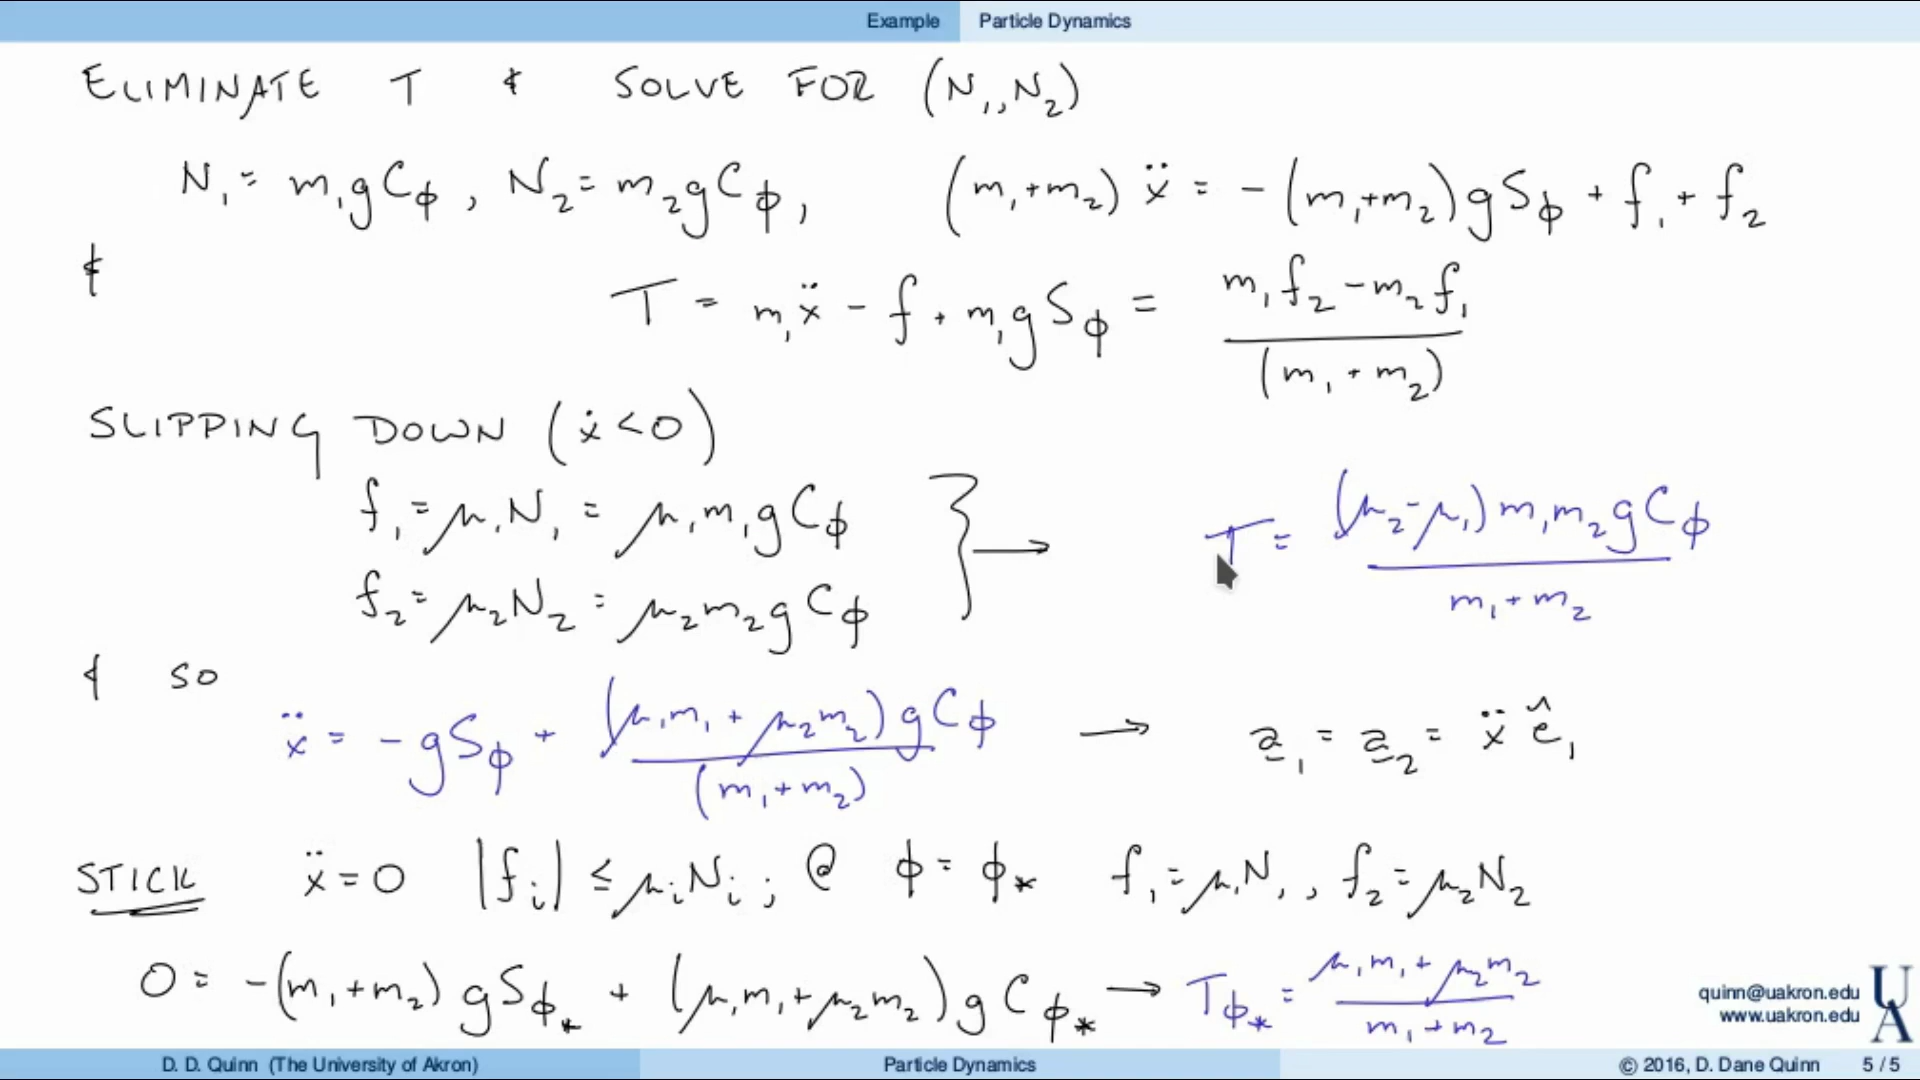 Example Particle Dynamics
ELIMINATE T & SOLVE FOR (N₁, N₂)
N₁ = m₁gCϕ, N₂ = m₂gCϕ, (m₁+m₂) ẍ = -(m₁+m₂)gSϕ + f₁ + f₂
&
T = m₁ẍ - f + m₁gSϕ = (m₁f₂ - m₂f₁) / (m₁+m₂)
SLIPPING DOWN (ẋ<0)
f₁ = μ₁N₁ = μ₁m₁gCϕ
f₂ = μ₂N₂ = μ₂m₂gCϕ
} → T = (μ₂-μ₁)m₁m₂gCϕ / m₁+m₂
& SO
ẍ = -gSϕ + (μ₁m₁ + μ₂m₂)gCϕ / (m₁+m₂) → a₁ = a₂ = ẍ ê₁
STICK ẍ = 0 |fᵢ| ≤ μᵢNᵢ ; @ ϕ = ϕ* f₁ = μ₁N₁, f₂ = μ₂N₂
0 = -(m₁+m₂)gSϕ* + (μ₁m₁+μ₂m₂)gCϕ* → Tϕ* = μ₁m₁ + μ₂m₂ / m₁+m₂
quinn@uakron.edu
www.uakron.edu
UA
D. D. Quinn (The University of Akron) Particle Dynamics © 2016, D. Dane Quinn 5 / 5